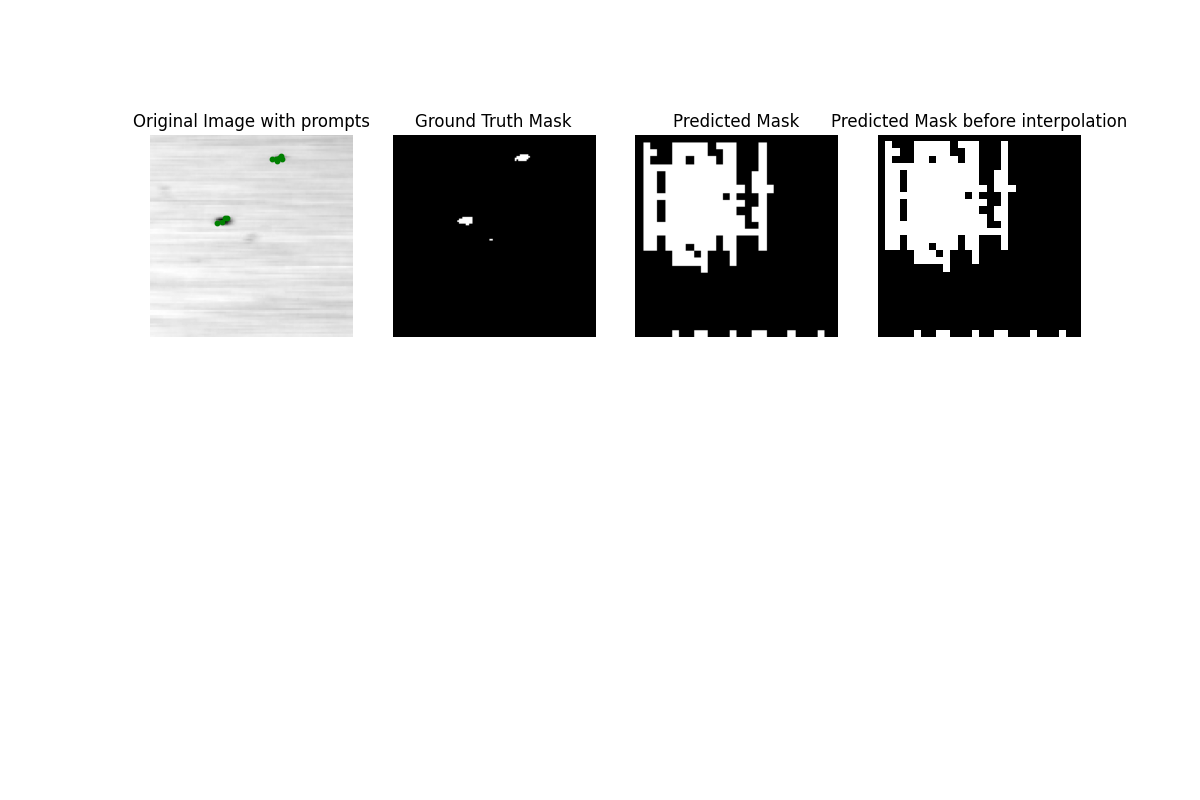 Original Image with prompts
Ground Truth Mask
Predicted Mask
Predicted Mask before interpolation